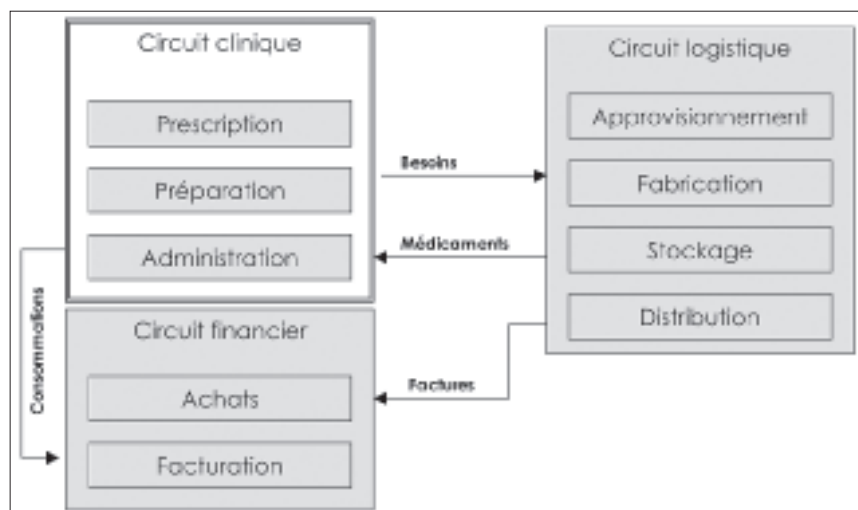 Circuit clinique
Prescription
Préparation
Administration
Besoins
Médicaments
Circuit logistique
Approvisionnement
Fabrication
Stockage
Distribution
Consommations
Circuit financier
Achats
Facturation
Factures